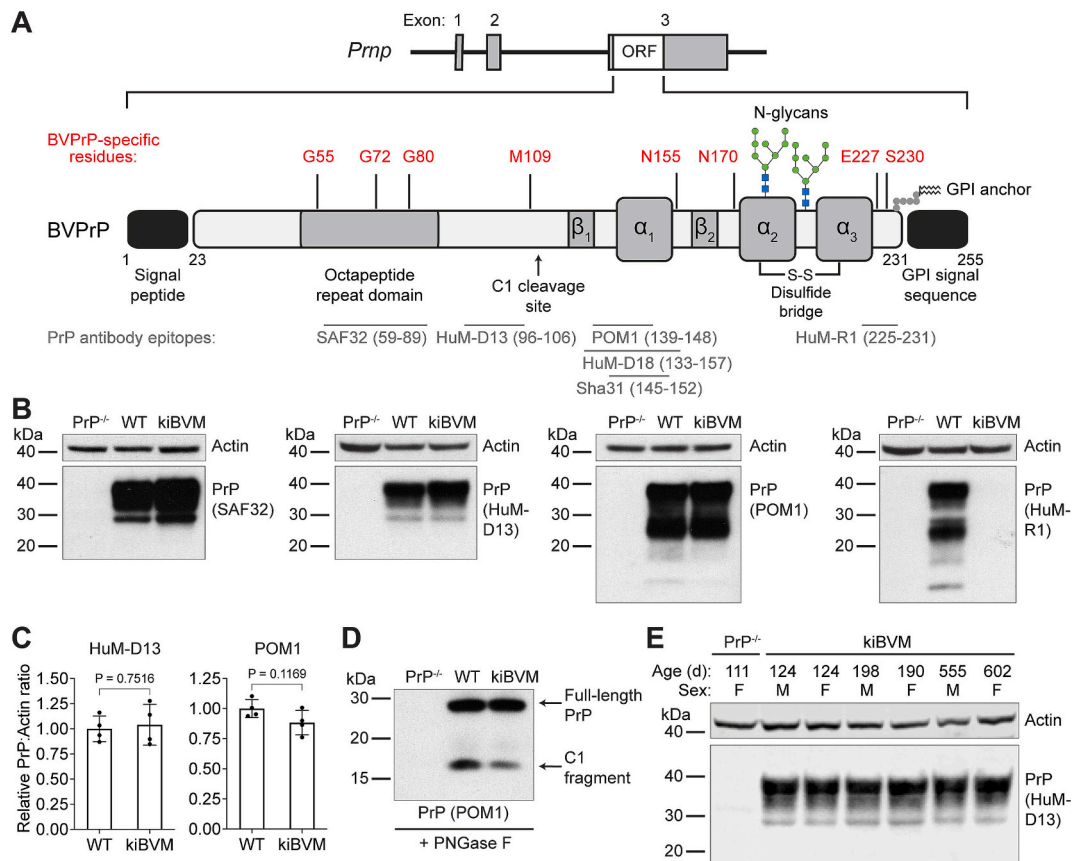 A
Exon: 1 2 3
Prnp
ORF
N-glycans
BVPrP-specific
residues:
G55 G72 G80 M109 N155 N170 E227 S230
GPI anchor
BVPrP
β1 α1 β2 α2 α3
1 23 231 255
Signal
peptide
Octapeptide
repeat domain
C1 cleavage
site
S-S
Disulfide
bridge
GPI signal
sequence
PrP antibody epitopes:
SAF32 (59-89) HuM-D13 (96-106) POM1 (139-148) HuM-R1 (225-231)
HuM-D18 (133-157)
Sha31 (145-152)
B
PrP-/- WT kiBVM
kDa
40
Actin
40
30
20
PrP
(SAF32)
PrP-/- WT kiBVM
kDa
40
Actin
40
30
20
PrP
(HuM-
D13)
PrP-/- WT kiBVM
kDa
40
Actin
40
30
20
PrP
(POM1)
PrP-/- WT kiBVM
kDa
40
Actin
40
30
20
PrP
(HuM-
R1)
C
HuM-D13
P = 0.7516
Relative PrP:Actin ratio
1.50
1.25
1.00
0.75
0.50
0.25
0.00
WT kiBVM
POM1
P = 0.1169
1.25
1.00
0.75
0.50
0.25
0.00
WT kiBVM
D
PrP-/- WT kiBVM
kDa
30
15
Full-length
PrP
C1
fragment
PrP (POM1)
+ PNGase F
E
PrP-/- kiBVM
Age (d): 111 124 124 198 190 555 602
Sex: F M F M F M F
kDa
40
Actin
40
30
20
PrP
(HuM-
D13)